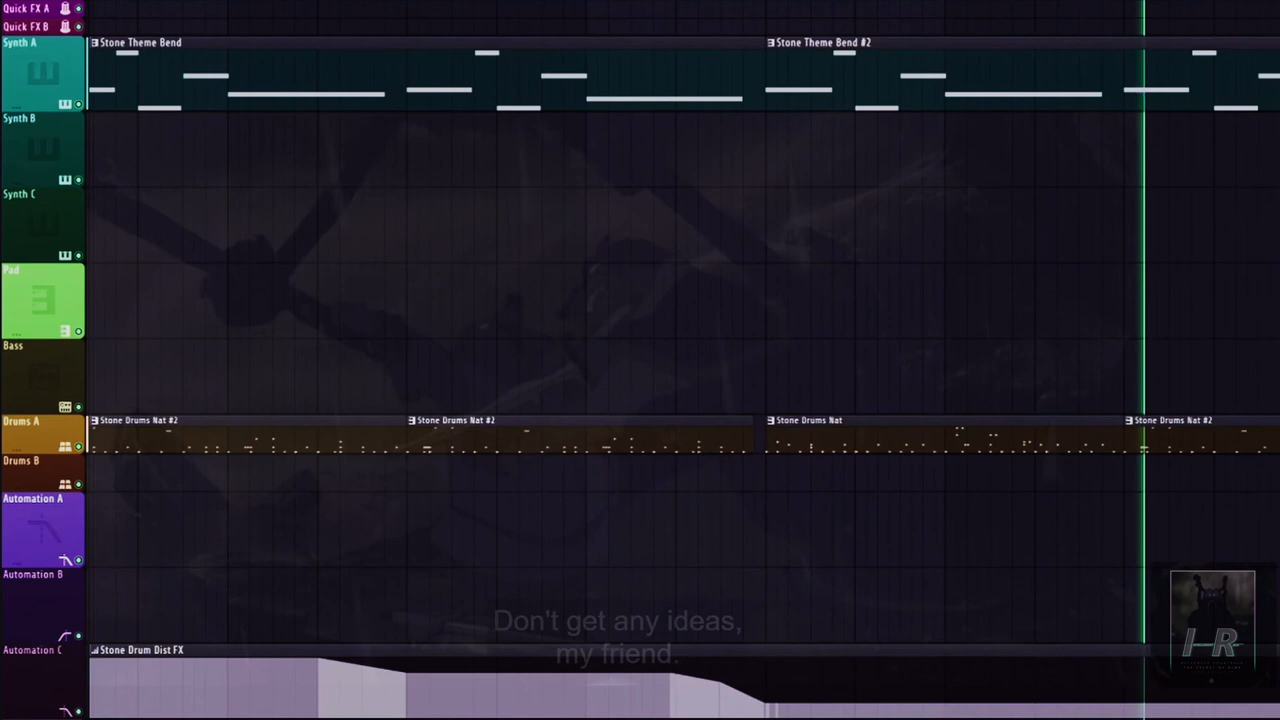 Quick FX A
Quick FX B
Synth A
Stone Theme Bend
Stone Theme Bend #2
Synth B
Synth C
Pad
Bass
Drums A
Stone Drums Nat #2
Stone Drums Nat #2
Stone Drums Nat
Stone Drums Nat #2
Drums B
Automation A
Automation B
Don't get any ideas,
my friend.
Automation C
Stone Drum Dist FX
I-R